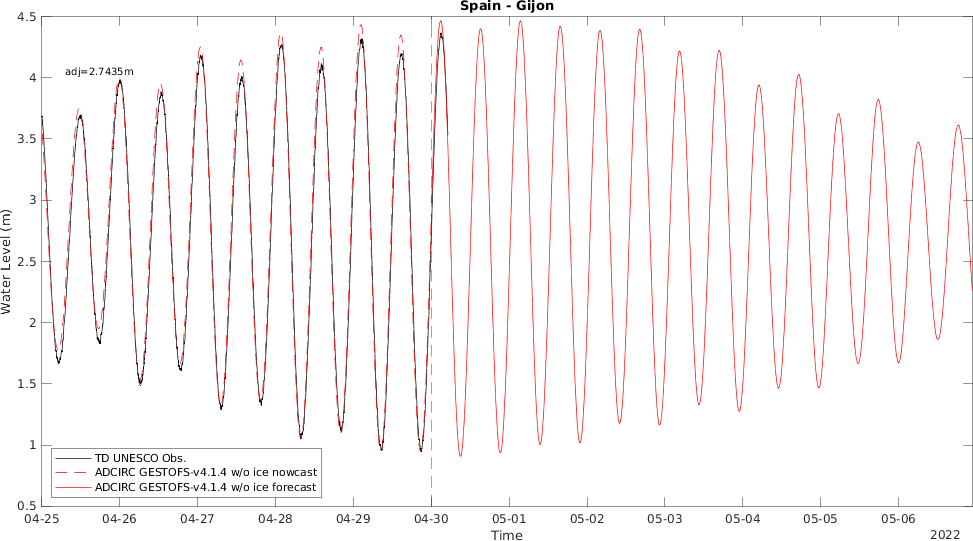 Spain - Gijon
4.5
4
3.5
3
2.5
2
1.5
1
0.5
Water Level (m)
adj=2.7435m
TD UNESCO Obs.
ADCIRC GESTOFS-v4.1.4 w/o ice nowcast
ADCIRC GESTOFS-v4.1.4 w/o ice forecast
04-25 04-26 04-27 04-28 04-29 04-30 05-01 05-02 05-03 05-04 05-05 05-06
Time
2022